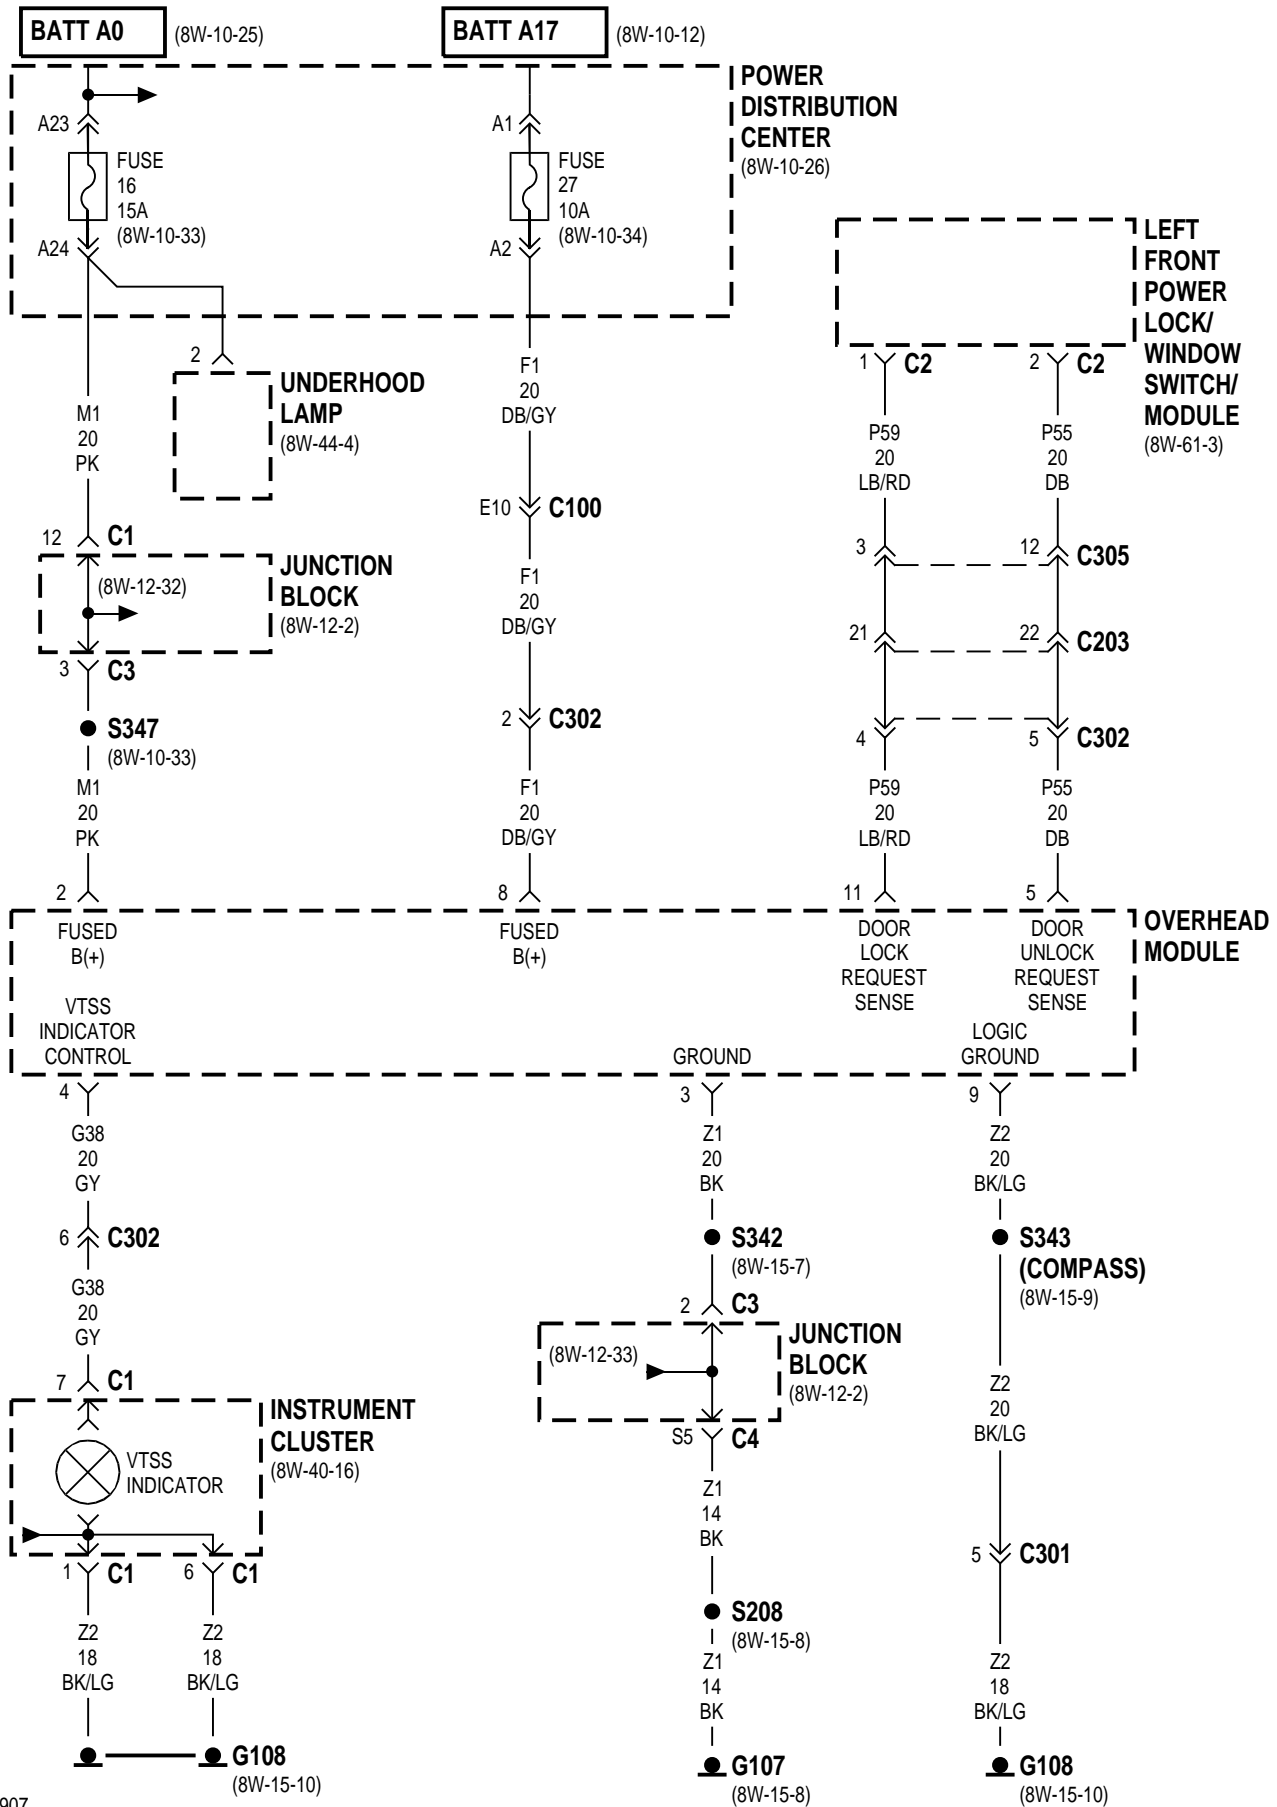 BATT A0
(8W-10-25)
BATT A17
(8W-10-12)
POWER
DISTRIBUTION
CENTER
(8W-10-26)
A23
FUSE
16
15A
(8W-10-33)
A24
A1
FUSE
27
10A
(8W-10-34)
A2
LEFT
FRONT
POWER
LOCK/
WINDOW
SWITCH/
MODULE
(8W-61-3)
2
UNDERHOOD
LAMP
(8W-44-4)
M1
20
PK
12
C1
JUNCTION
BLOCK
(8W-12-2)
(8W-12-32)
3
C3
S347
(8W-10-33)
M1
20
PK
2
F1
20
DB/GY
E10
C100
F1
20
DB/GY
2
C302
F1
20
DB/GY
8
1
C2
2
C2
P59
20
LB/RD
P55
20
DB
3
12
C305
21
22
C203
4
5
C302
P59
20
LB/RD
P55
20
DB
11
5
OVERHEAD
MODULE
FUSED
B(+)
FUSED
B(+)
DOOR
LOCK
REQUEST
SENSE
DOOR
UNLOCK
REQUEST
SENSE
VTSS
INDICATOR
CONTROL
GROUND
LOGIC
GROUND
4
G38
20
GY
6
C302
G38
20
GY
7
C1
INSTRUMENT
CLUSTER
(8W-40-16)
VTSS
INDICATOR
1
C1
6
C1
Z2
18
BK/LG
Z2
18
BK/LG
G108
(8W-15-10)
3
Z1
20
BK
S342
(8W-15-7)
2
C3
JUNCTION
BLOCK
(8W-12-2)
(8W-12-33)
S5
C4
Z1
14
BK
S208
(8W-15-8)
Z1
14
BK
G107
(8W-15-8)
9
Z2
20
BK/LG
S343
(COMPASS)
(8W-15-9)
Z2
20
BK/LG
5
C301
Z2
18
BK/LG
G108
(8W-15-10)
907